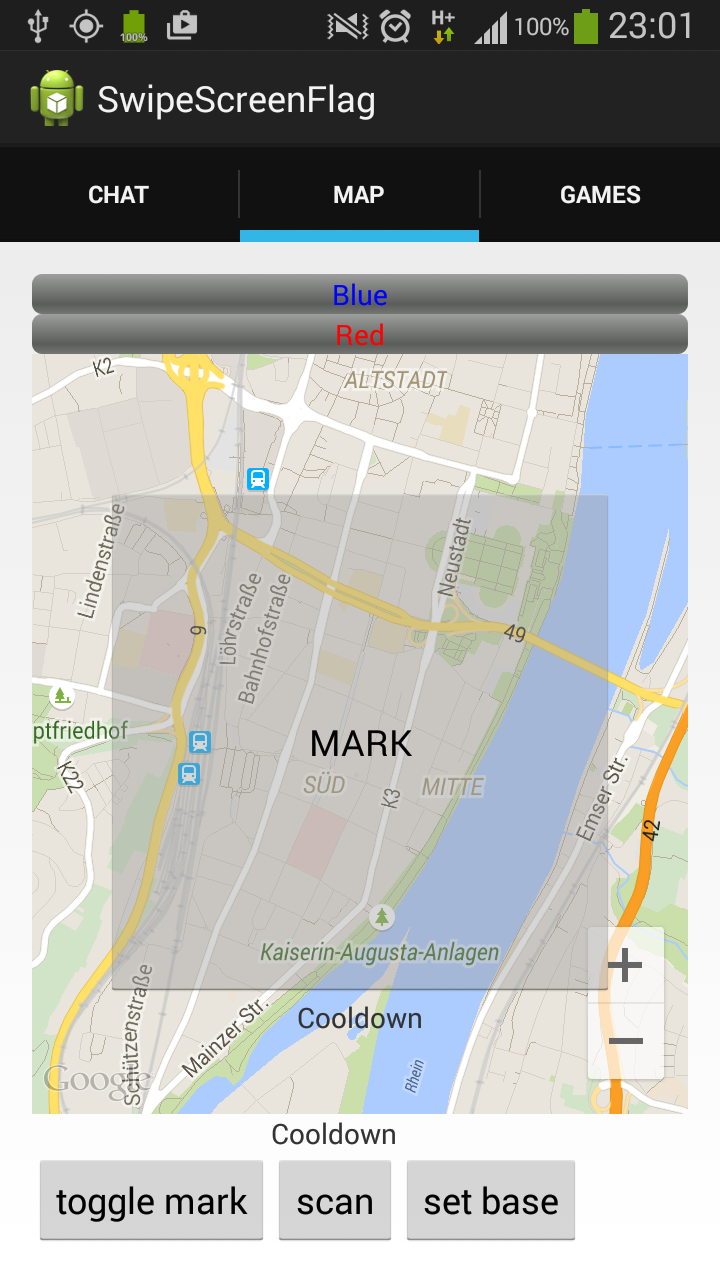 100%
H+
100%
23:01
SwipeScreenFlag
CHAT
MAP
GAMES
Blue
Red
K2
ALTSTADT
Lindenstraße
Neustadt
Löhrstraße
Bahnhofstraße
9
49
ptfriedhof
MARK
K22
SÜD
K3
MITTE
Emser Str.
42
Kaiserin-Augusta-Anlagen
+
−
Schützenstraße
Mainzer Str.
Cooldown
Rhein
Google
Cooldown
toggle mark
scan
set base